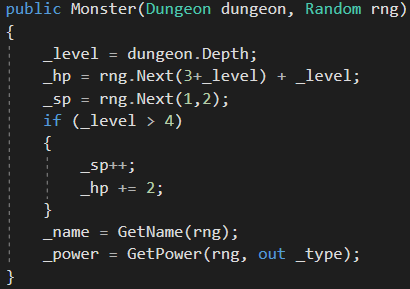 public Monster(Dungeon dungeon, Random rng)
{
    _level = dungeon.Depth;
    _hp = rng.Next(3+_level) + _level;
    _sp = rng.Next(1,2);
    if (_level > 4)
    {
        _sp++;
        _hp += 2;
    }
    _name = GetName(rng);
    _power = GetPower(rng, out _type);
}